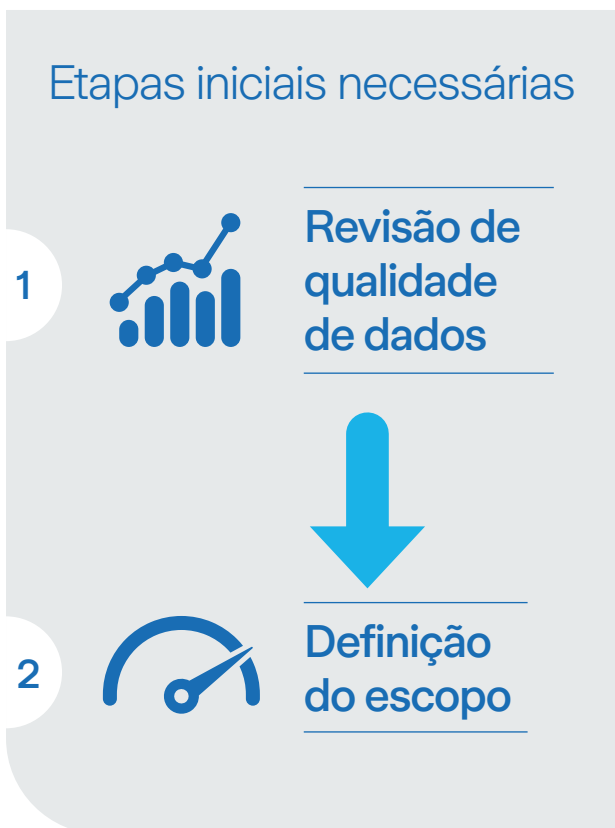 Etapas iniciais necessárias
1
Revisão de
qualidade
de dados
2
Definição
do escopo